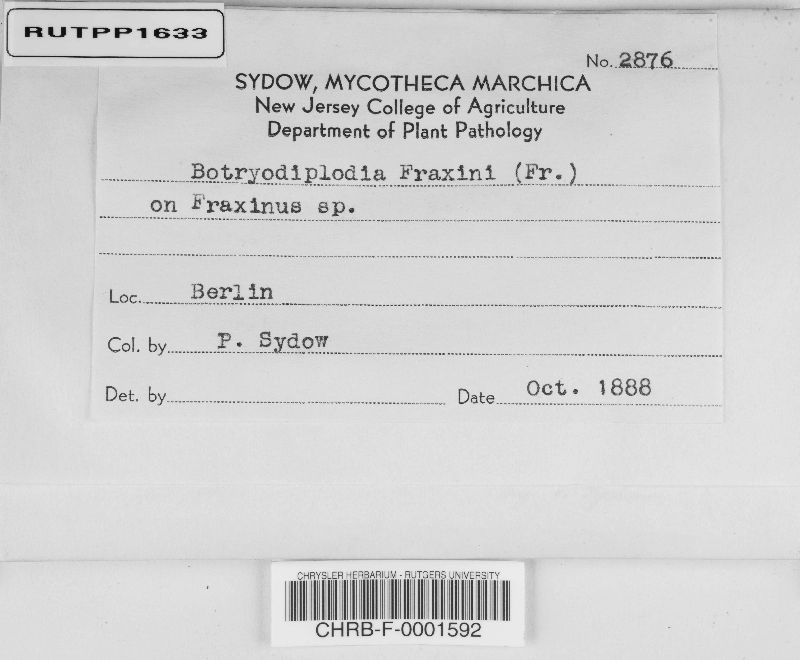 RUTPP1633
No. 2876
SYDOW, MYCOTHECA MARCHICA
New Jersey College of Agriculture
Department of Plant Pathology
Botryodiplodia Fraxini (Fr.)
on Fraxinus sp.
Loc. Berlin
Col. by P. Sydow
Det. by Date Oct. 1888
CHRYSLER HERBARIUM - RUTGERS UNIVERSITY
CHRB-F-0001592